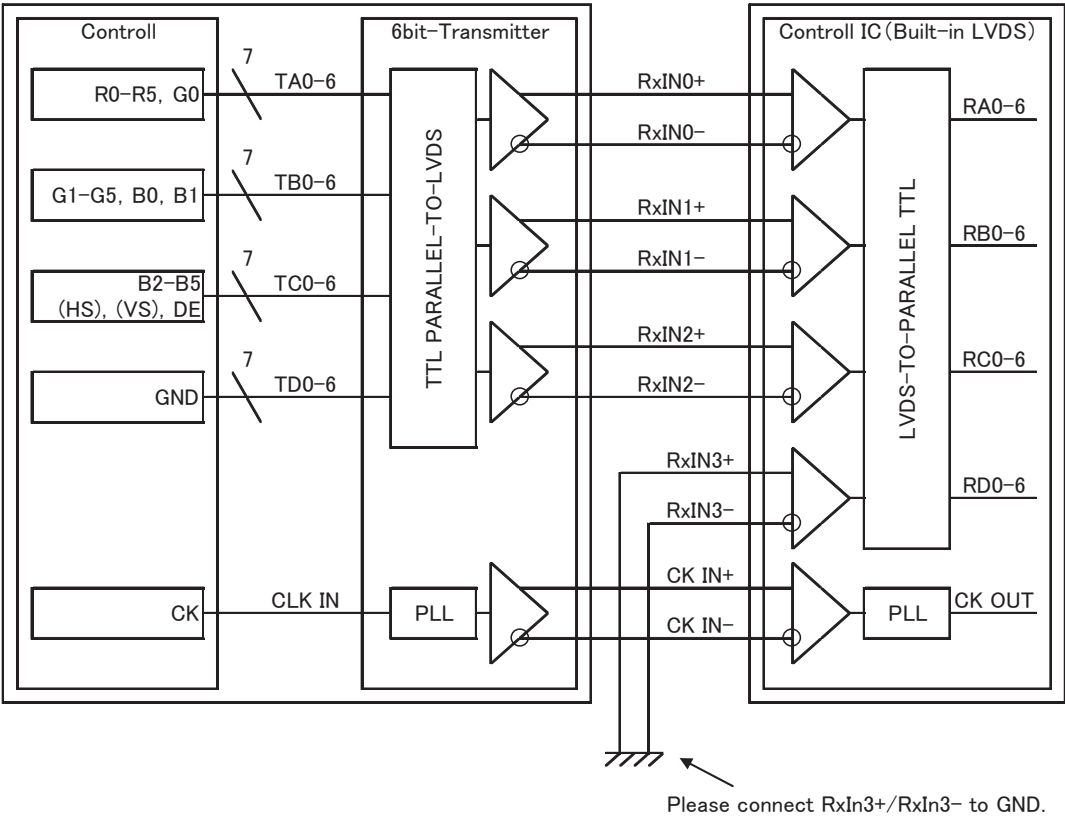 Controll
6bit-Transmitter
Controll IC(Built-in LVDS)
R0-R5, G0
7
TA0-6
RxIN0+
RxIN0-
RA0-6
G1-G5, B0, B1
7
TB0-6
RxIN1+
RxIN1-
RB0-6
B2-B5
(HS), (VS), DE
7
TC0-6
RxIN2+
RxIN2-
RC0-6
GND
7
TD0-6
TTL PARALLEL-TO-LVDS
LVDS-TO-PARALLEL TTL
RxIN3+
RxIN3-
RD0-6
CK
CLK IN
PLL
CK IN+
CK IN-
PLL
CK OUT
Please connect RxIn3+/RxIn3- to GND.